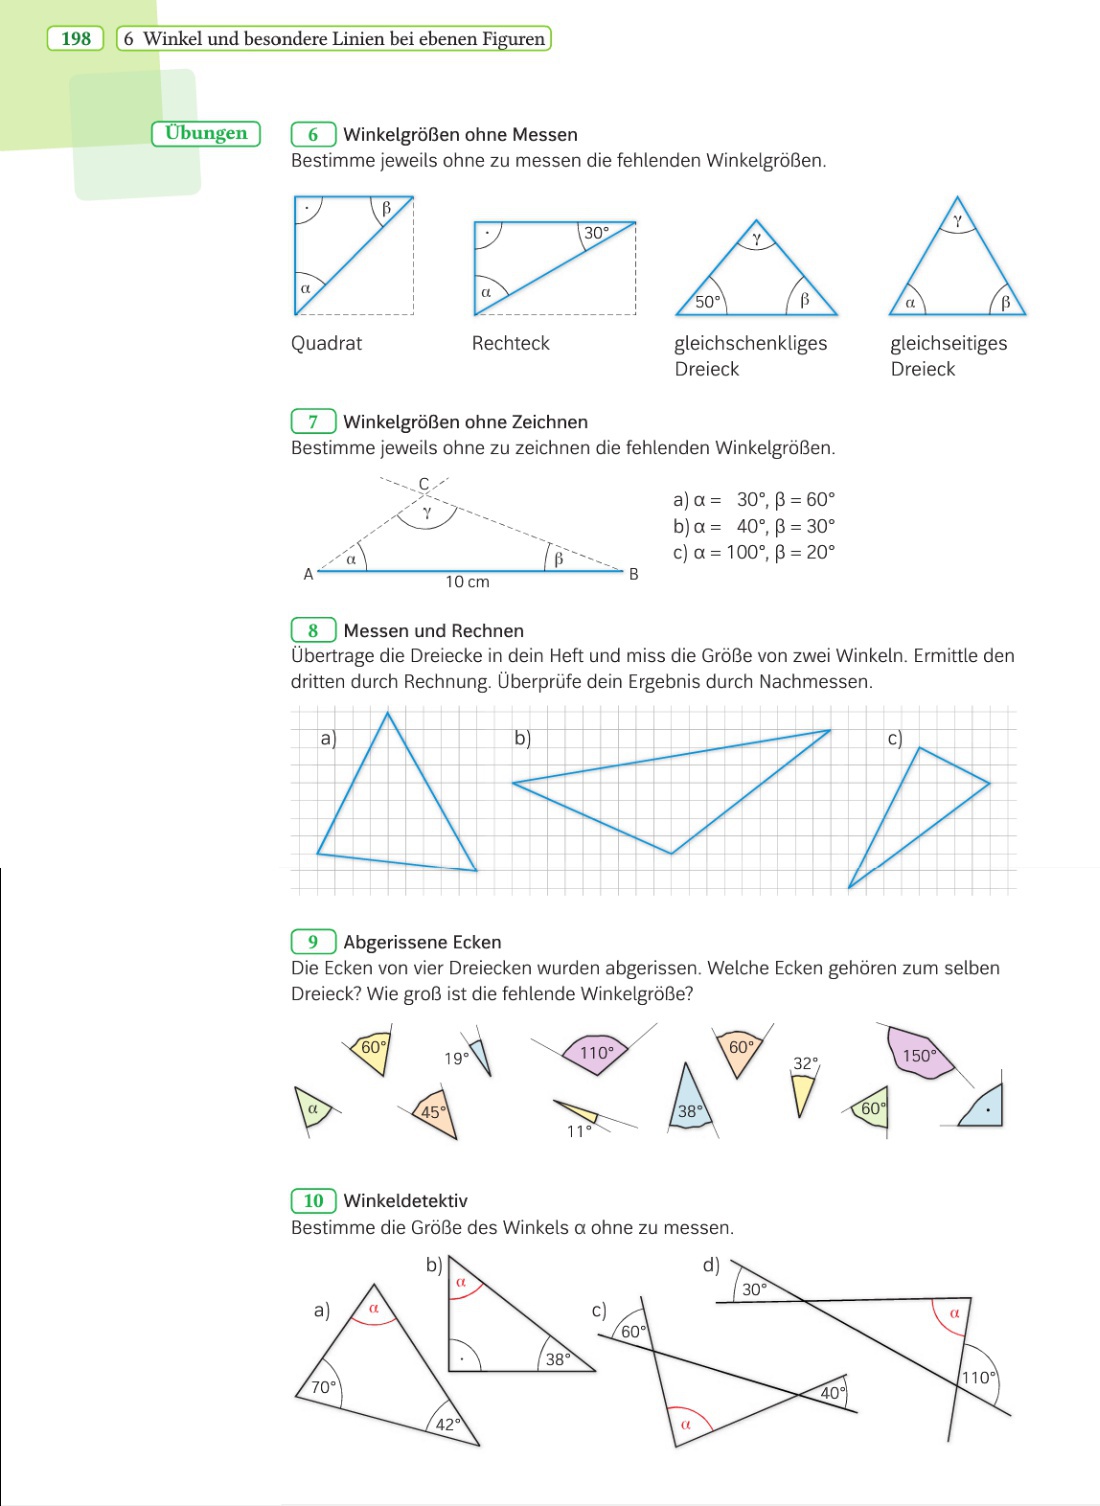 198 6 Winkel und besondere Linien bei ebenen Figuren
Übungen
6 Winkelgrößen ohne Messen
Bestimme jeweils ohne zu messen die fehlenden Winkelgrößen.
β
α
30°
α
γ
50°
β
γ
α
β
Quadrat
Rechteck
gleichschenkliges
Dreieck
gleichseitiges
Dreieck
7 Winkelgrößen ohne Zeichnen
Bestimme jeweils ohne zu zeichnen die fehlenden Winkelgrößen.
C
γ
α
β
A
B
10 cm
a) α = 30°, β = 60°
b) α = 40°, β = 30°
c) α = 100°, β = 20°
8 Messen und Rechnen
Übertrage die Dreiecke in dein Heft und miss die Größe von zwei Winkeln. Ermittle den
dritten durch Rechnung. Überprüfe dein Ergebnis durch Nachmessen.
a)
b)
c)
9 Abgerissene Ecken
Die Ecken von vier Dreiecken wurden abgerissen. Welche Ecken gehören zum selben
Dreieck? Wie groß ist die fehlende Winkelgröße?
60°
19°
110°
60°
32°
150°
α
45°
11°
38°
60°
10 Winkeldetektiv
Bestimme die Größe des Winkels α ohne zu messen.
a)
α
70°
42°
b)
α
38°
c)
60°
40°
α
d)
30°
α
110°